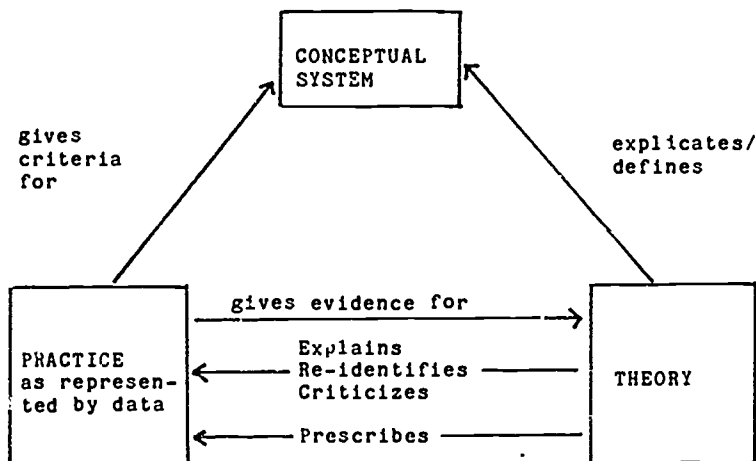 CONCEPTUAL
SYSTEM
gives
criteria
for
explicates/
defines
gives evidence for
PRACTICE
as represen-
ted by data
Explains
Re-identifies
Criticizes
THEORY
Prescribes